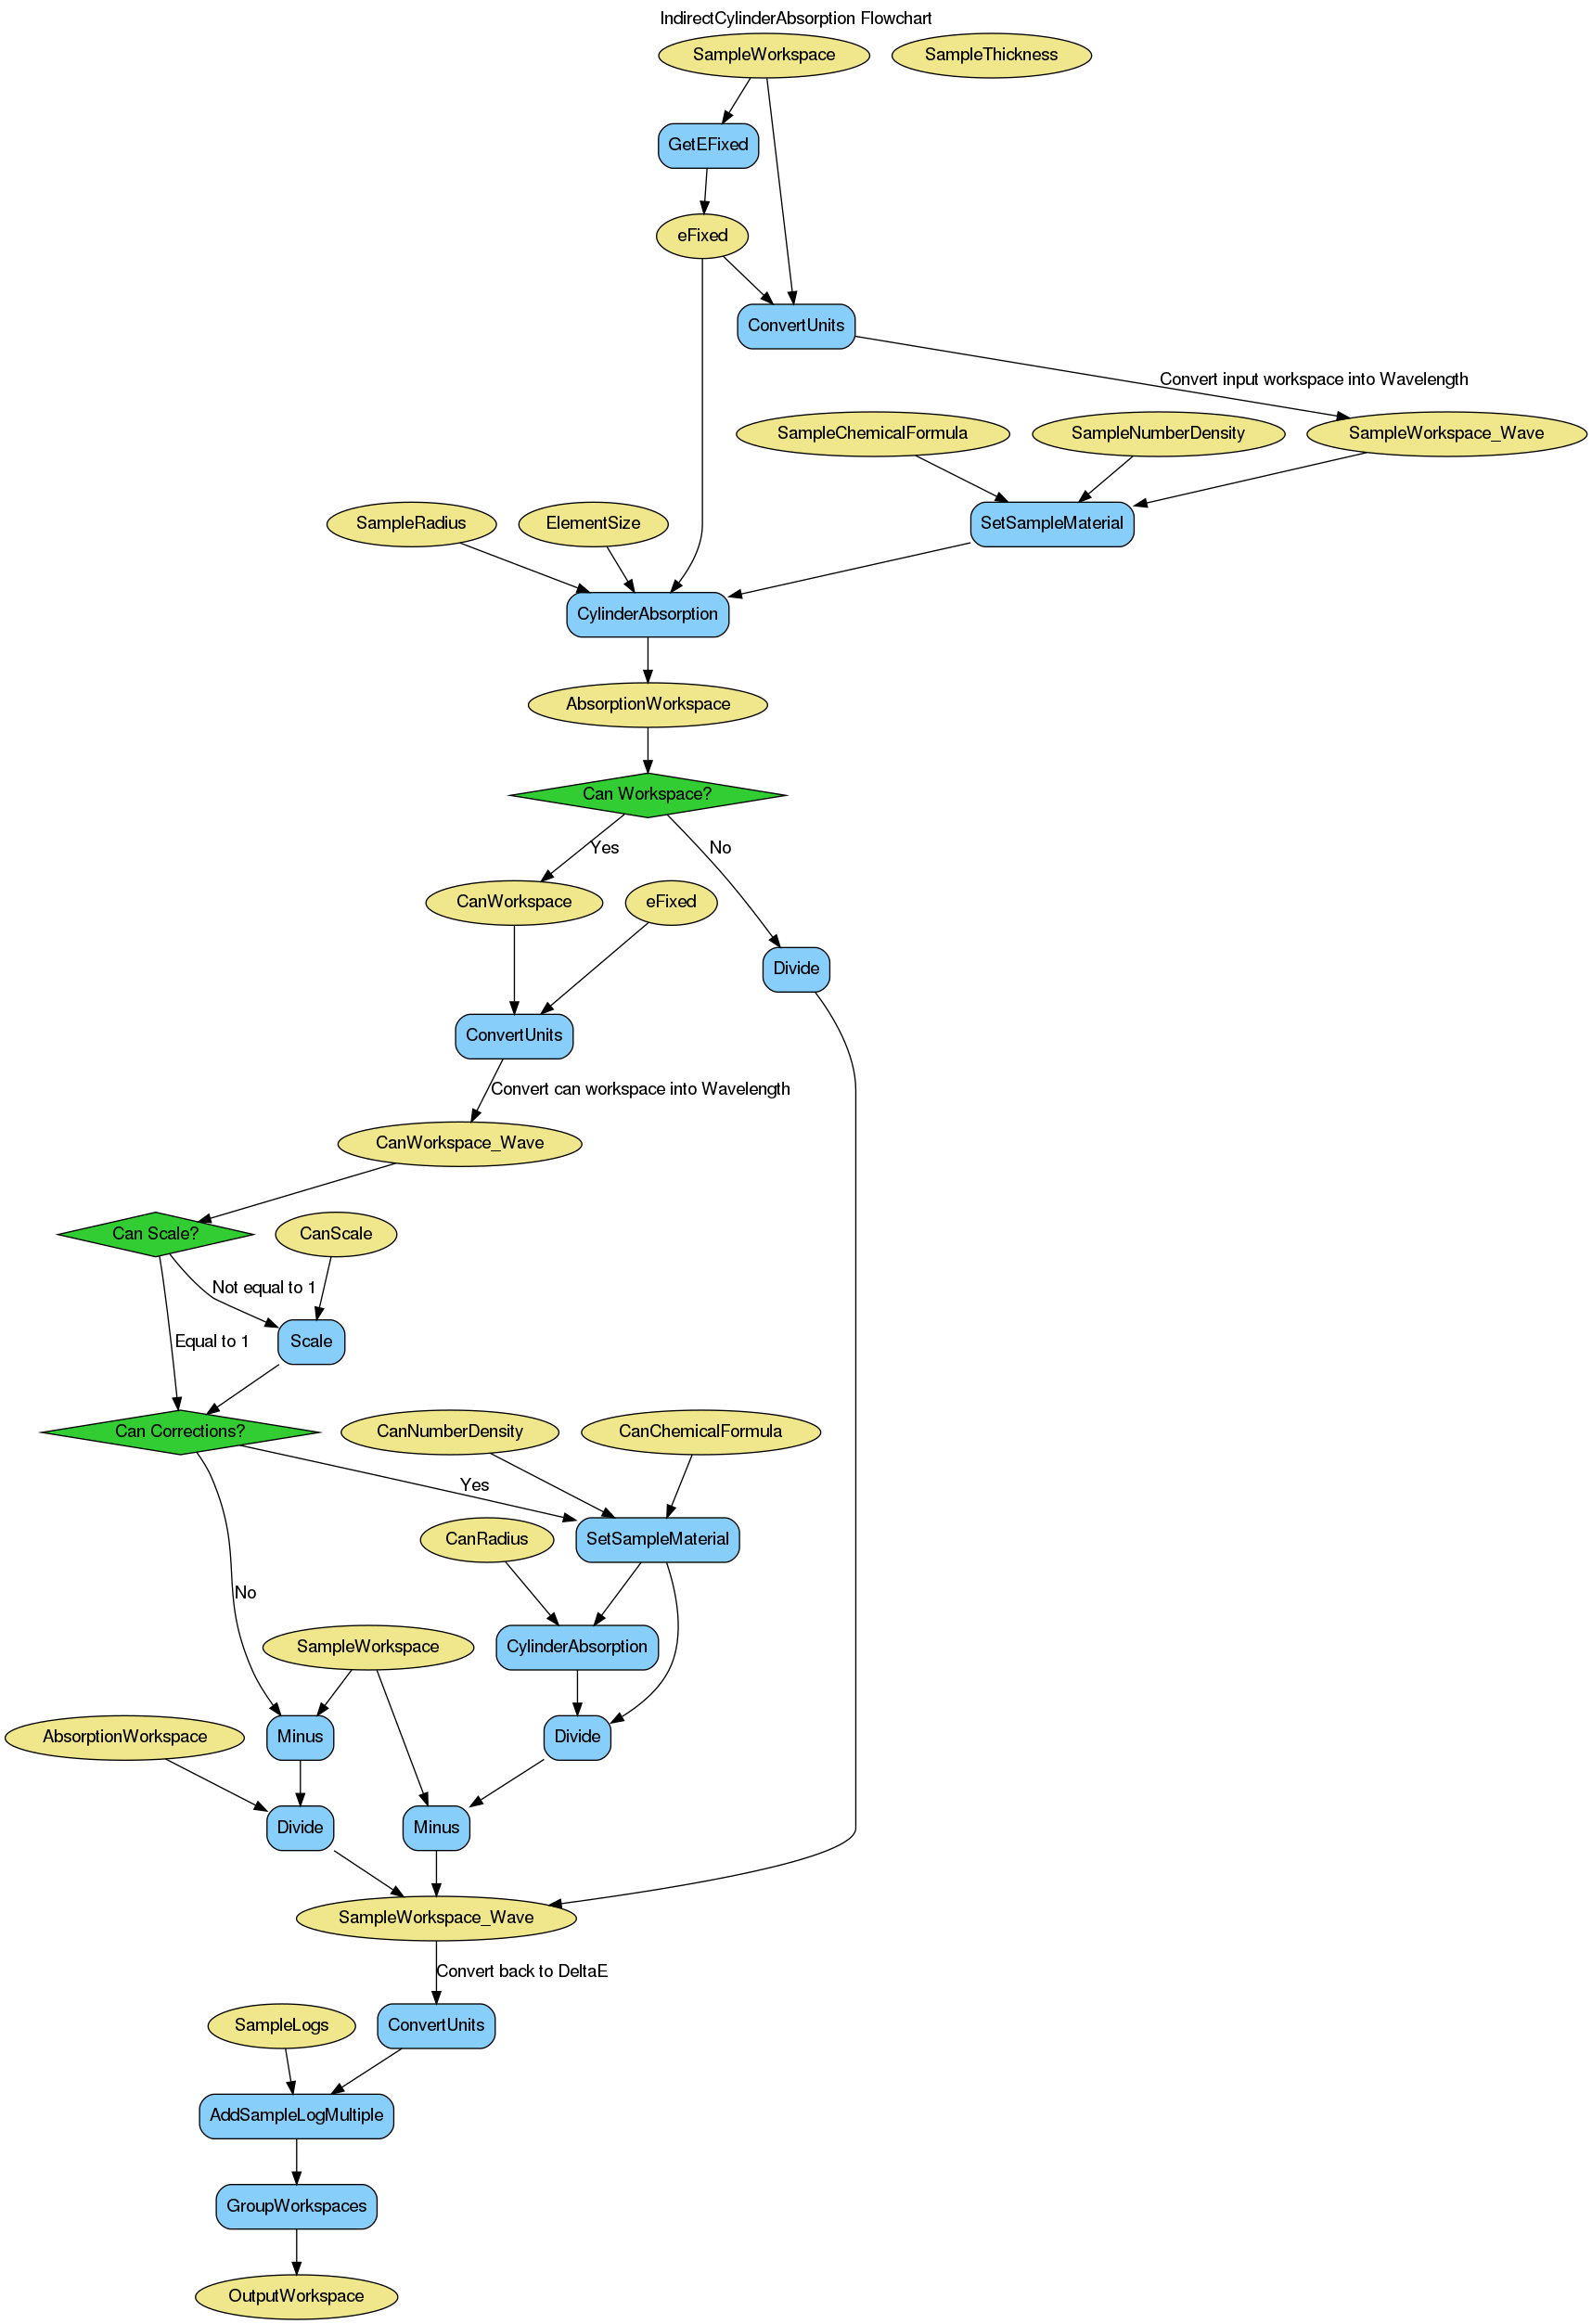 IndirectCylinderAbsorption Flowchart
SampleWorkspace
SampleThickness
GetEFixed
eFixed
ConvertUnits
Convert input workspace into Wavelength
SampleChemicalFormula
SampleNumberDensity
SampleWorkspace_Wave
SampleRadius
ElementSize
SetSampleMaterial
CylinderAbsorption
AbsorptionWorkspace
Can Workspace?
Yes
No
CanWorkspace
eFixed
Divide
ConvertUnits
Convert can workspace into Wavelength
CanWorkspace_Wave
Can Scale?
CanScale
Not equal to 1
Equal to 1
Scale
Can Corrections?
CanNumberDensity
CanChemicalFormula
Yes
CanRadius
SetSampleMaterial
No
SampleWorkspace
CylinderAbsorption
AbsorptionWorkspace
Minus
Divide
Divide
Minus
SampleWorkspace_Wave
Convert back to DeltaE
SampleLogs
ConvertUnits
AddSampleLogMultiple
GroupWorkspaces
OutputWorkspace